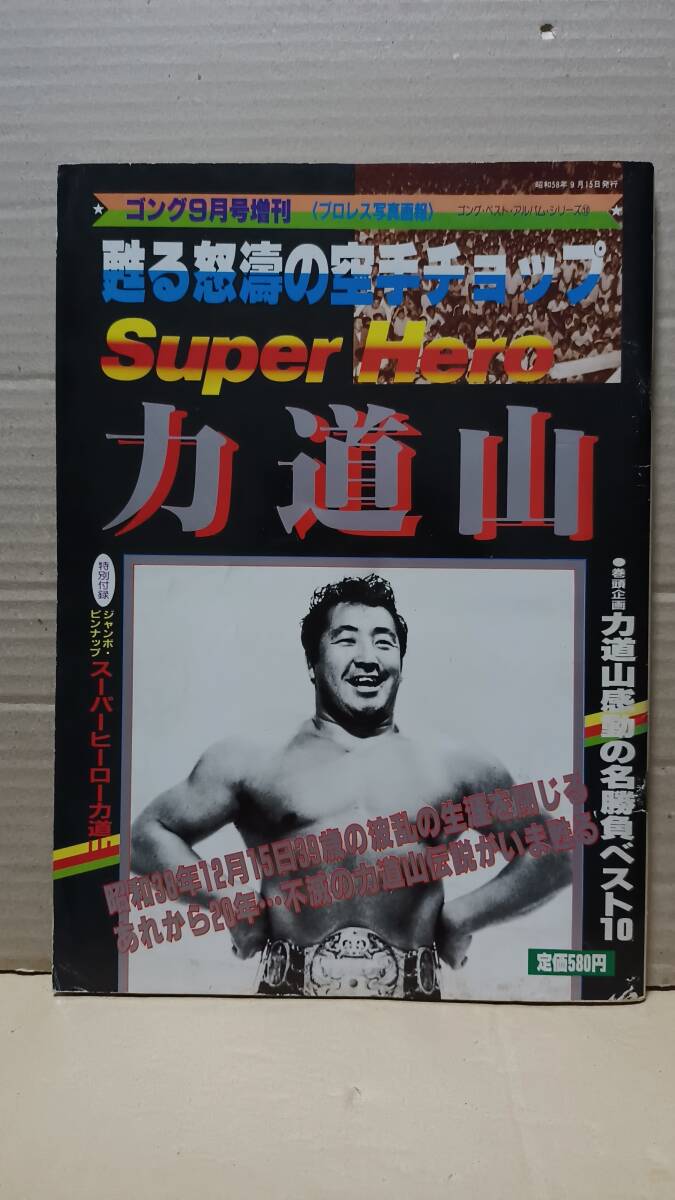 昭和58年9月15日発行
ゴング9月号増刊 〈プロレス写真画報〉 ゴング・ベスト・アルバム・シリーズ⑱
甦る怒濤の空手チョップ
Super Hero
力道山
特別付録
ジャンボ・ピンナップ
スーパーヒーロー力道山
●巻頭企画
力道山感動の名勝負ベスト10
昭和38年12月15日39歳の波乱の生涯を閉じる
あれから20年…不滅の力道山伝説がいま甦る
定価580円